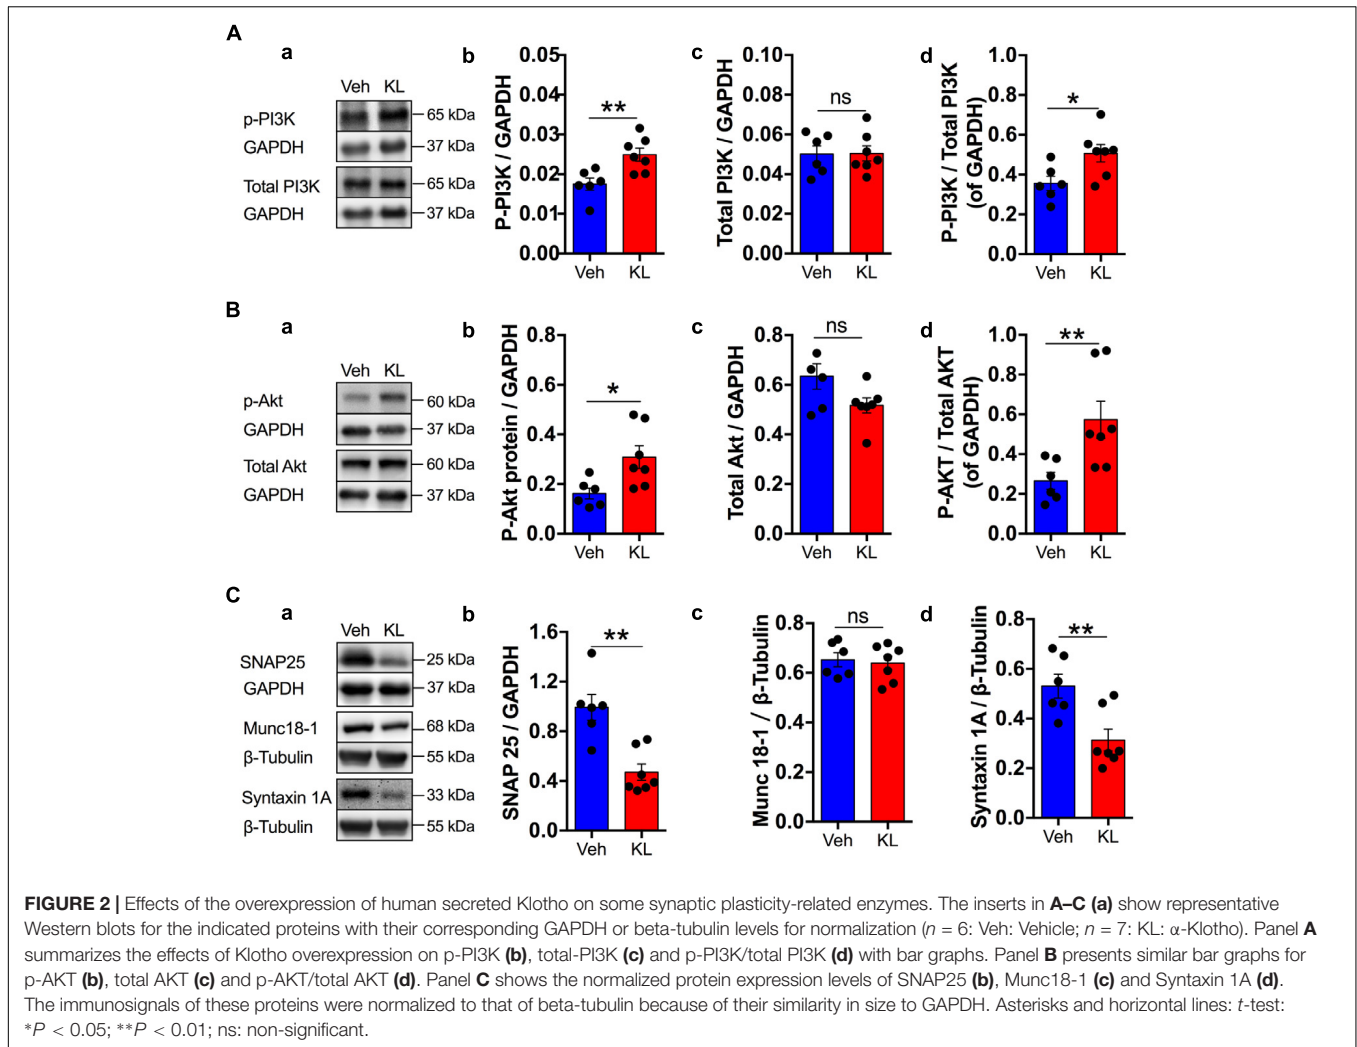 A
a
Veh KL
p-PI3K
65 kDa
GAPDH
37 kDa
Total PI3K
65 kDa
GAPDH
37 kDa
b
P-PI3K / GAPDH
0.05
0.04
0.03
0.02
0.01
0.00
**
Veh KL
c
Total PI3K / GAPDH
0.10
0.08
0.06
0.04
0.02
0.00
ns
Veh KL
d
P-PI3K / Total PI3K
(of GAPDH)
1.0
0.8
0.6
0.4
0.2
0.0
*
Veh KL
B
a
Veh KL
p-Akt
60 kDa
GAPDH
37 kDa
Total Akt
60 kDa
GAPDH
37 kDa
b
P-Akt protein / GAPDH
0.8
0.6
0.4
0.2
0.0
*
Veh KL
c
Total Akt / GAPDH
0.8
0.6
0.4
0.2
0.0
ns
Veh KL
d
P-AKT / Total AKT
(of GAPDH)
1.0
0.8
0.6
0.4
0.2
0.0
**
Veh KL
C
a
Veh KL
SNAP25
25 kDa
GAPDH
37 kDa
Munc18-1
68 kDa
β-Tubulin
55 kDa
Syntaxin 1A
33 kDa
β-Tubulin
55 kDa
b
SNAP 25 / GAPDH
1.6
1.2
0.8
0.4
0.0
**
Veh KL
c
Munc 18-1 / β-Tubulin
0.8
0.6
0.4
0.2
0.0
ns
Veh KL
d
Syntaxin 1A / β-Tubulin
0.8
0.6
0.4
0.2
0.0
**
Veh KL
FIGURE 2 | Effects of the overexpression of human secreted Klotho on some synaptic plasticity-related enzymes. The inserts in A–C (a) show representative
Western blots for the indicated proteins with their corresponding GAPDH or beta-tubulin levels for normalization (n = 6: Veh: Vehicle; n = 7: KL: α-Klotho). Panel A
summarizes the effects of Klotho overexpression on p-PI3K (b), total-PI3K (c) and p-PI3K/total PI3K (d) with bar graphs. Panel B presents similar bar graphs for
p-AKT (b), total AKT (c) and p-AKT/total AKT (d). Panel C shows the normalized protein expression levels of SNAP25 (b), Munc18-1 (c) and Syntaxin 1A (d).
The immunosignals of these proteins were normalized to that of beta-tubulin because of their similarity in size to GAPDH. Asterisks and horizontal lines: t-test:
*P < 0.05; **P < 0.01; ns: non-significant.